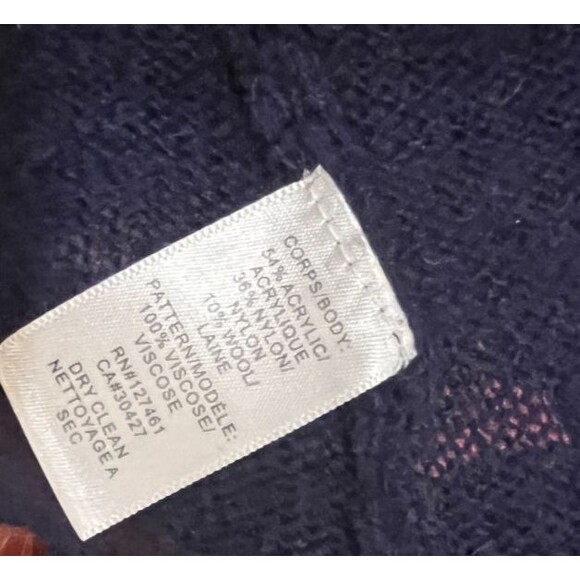 CORPS/BODY:
54% ACRYLIC/
ACRYLIQUE
36% NYLON/
NYLON
10% WOOL/
LAINE
PATTERN/MODÈLE:
100% VISCOSE/
VISCOSE
RN#127461
CA#30427
DRY CLEAN
NETTOYAGE A
SEC